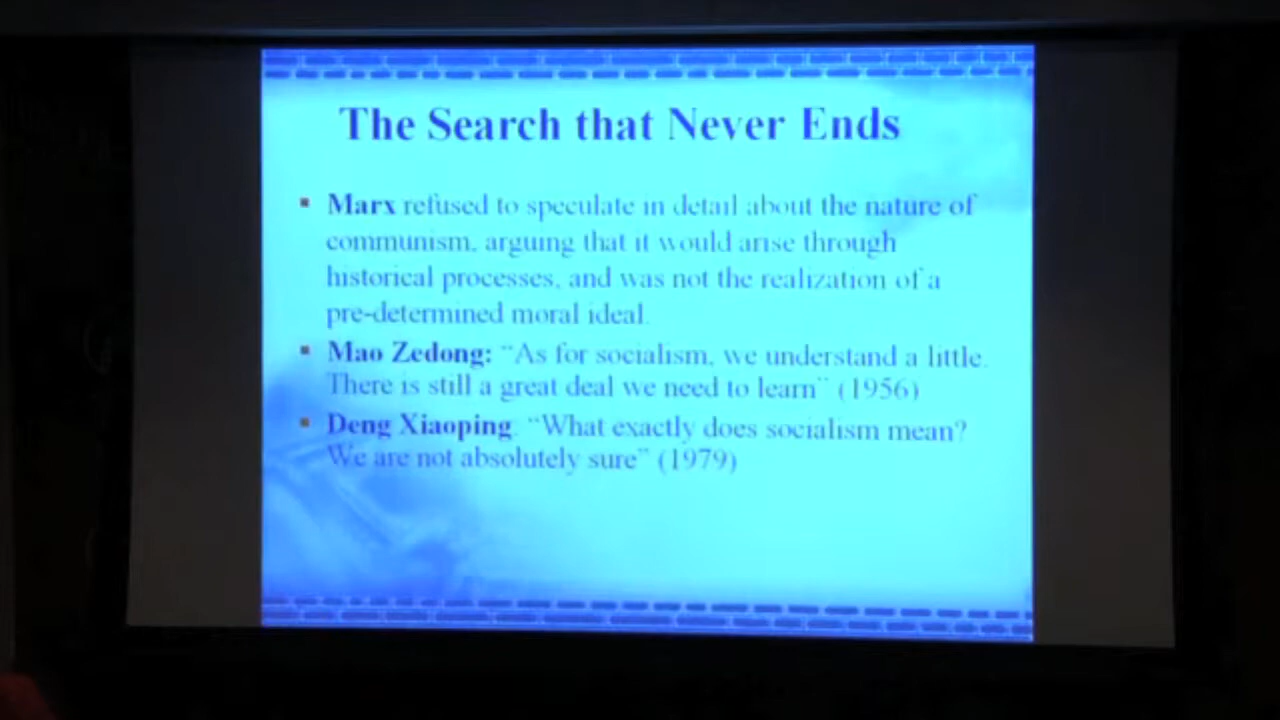 The Search that Never Ends
Marx refused to speculate in detail about the nature of
communism, arguing that it would arise through
historical processes, and was not the realization of a
pre-determined moral ideal.
Mao Zedong: “As for socialism, we understand a little.
There is still a great deal we need to learn” (1956)
Deng Xiaoping: “What exactly does socialism mean?
We are not absolutely sure” (1979)